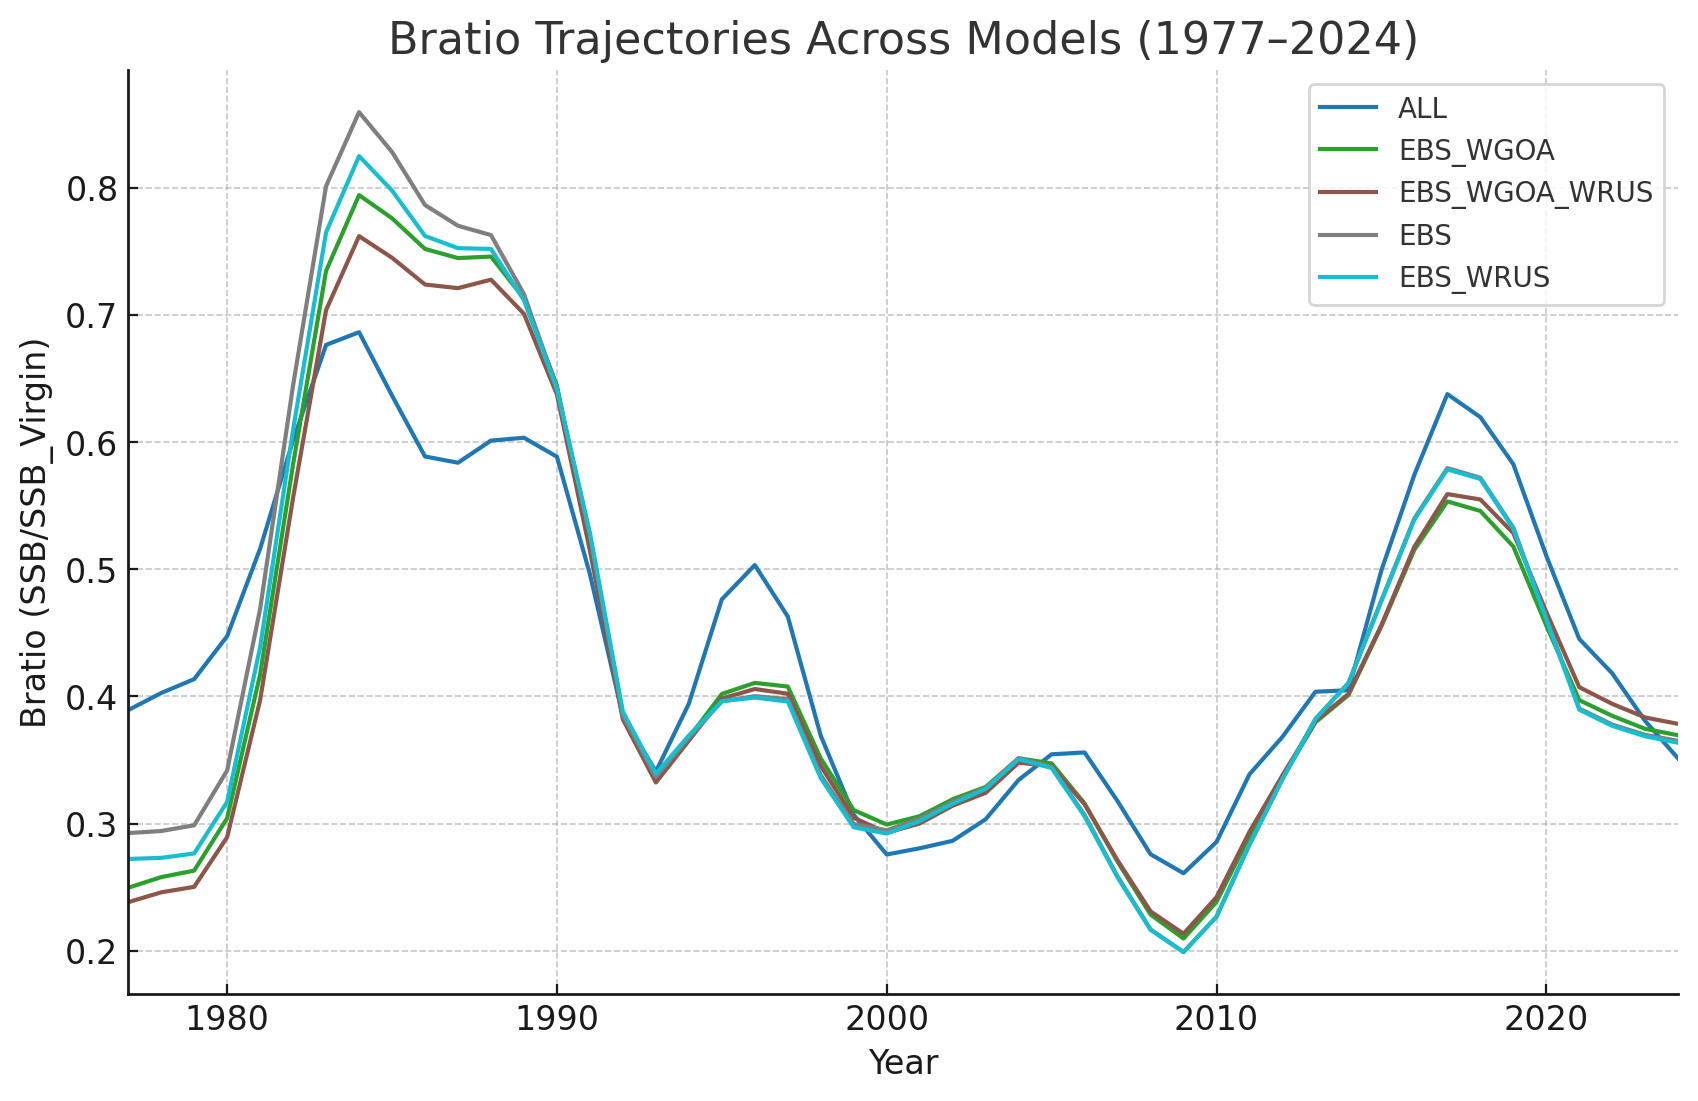 Bratio Trajectories Across Models (1977–2024)
ALL
EBS_WGOA
EBS_WGOA_WRUS
EBS
EBS_WRUS
Bratio (SSB/SSB_Virgin)
0.8
0.7
0.6
0.5
0.4
0.3
0.2
1980 1990 2000 2010 2020
Year